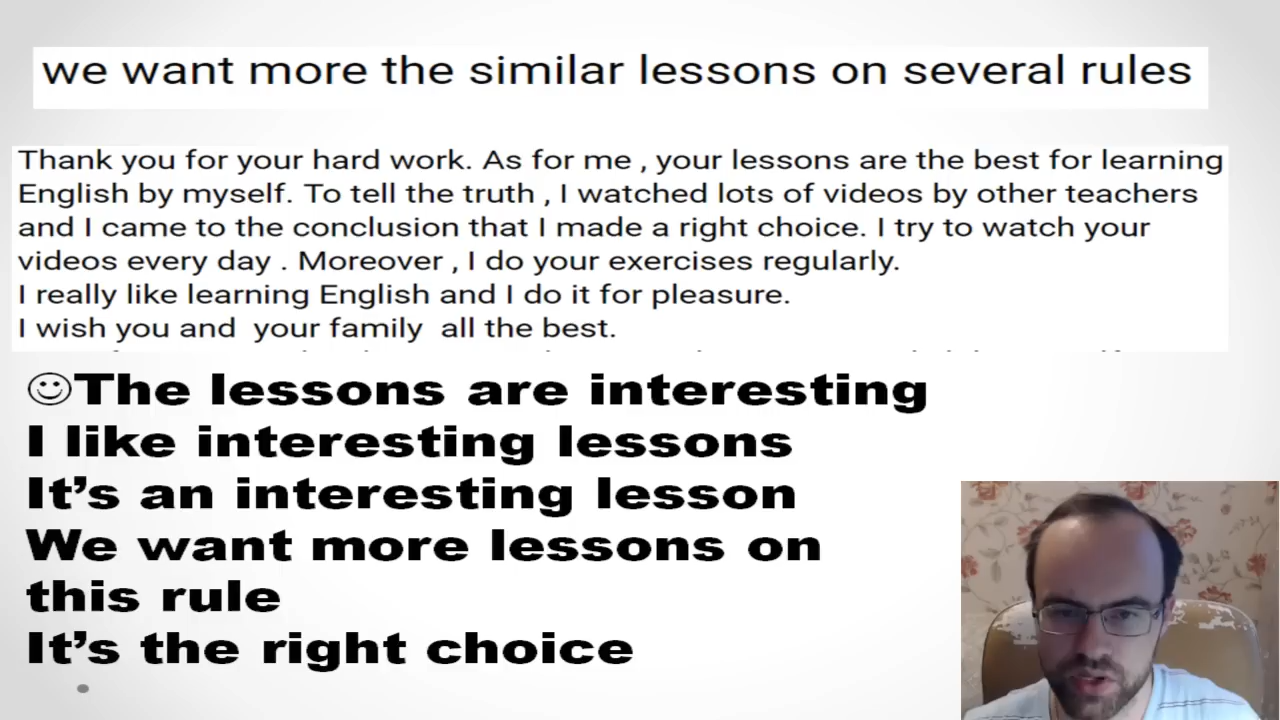 we want more the similar lessons on several rules
Thank you for your hard work. As for me , your lessons are the best for learning
English by myself. To tell the truth , I watched lots of videos by other teachers
and I came to the conclusion that I made a right choice. I try to watch your
videos every day . Moreover , I do your exercises regularly.
I really like learning English and I do it for pleasure.
I wish you and  your family  all the best.
☺The lessons are interesting
I like interesting lessons
It’s an interesting lesson
We want more lessons on
this rule
It’s the right choice